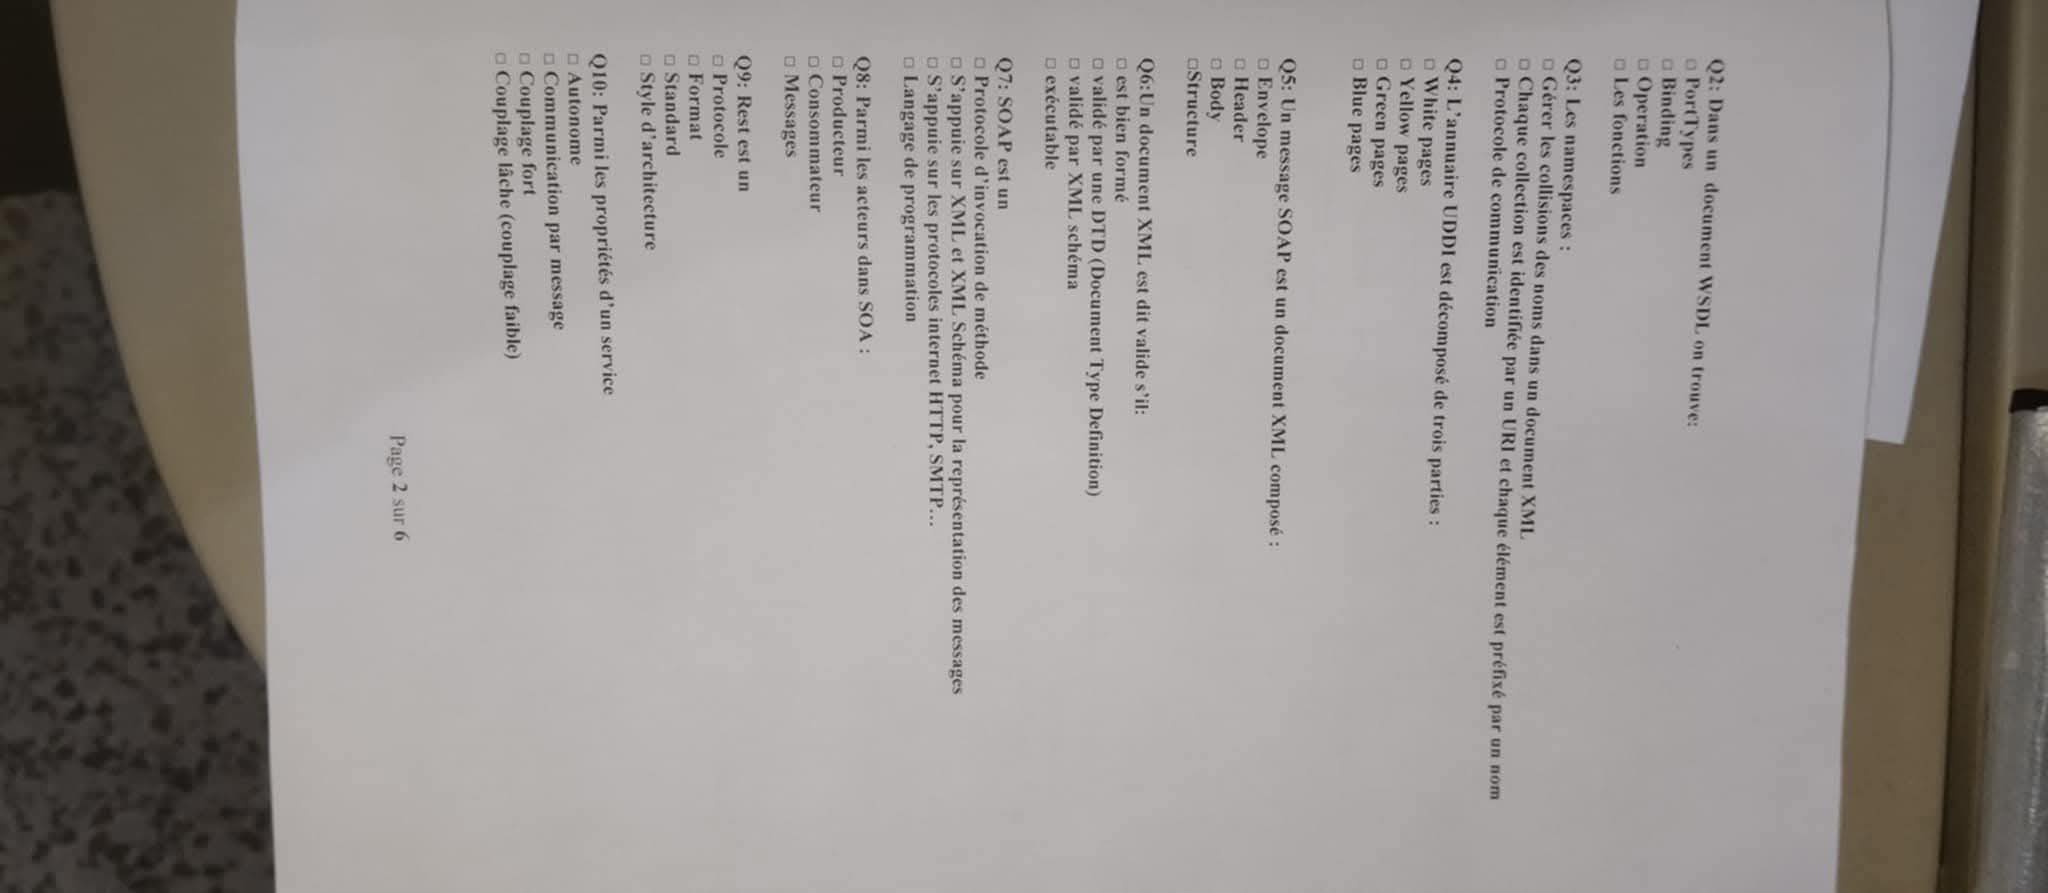 Q2: Dans un document WSDL on trouve:
□ PortTypes
□ Binding
□ Operation
□ Les fonctions
Q3: Les namespaces :
□ Gérer les collisions des noms dans un document XML
□ Chaque collection est identifiée par un URI et chaque élément est préfixé par un nom
□ Protocole de communication
Q4: L'annuaire UDDI est décomposé de trois parties :
□ White pages
□ Yellow pages
□ Green pages
□ Blue pages
Q5: Un message SOAP est un document XML composé :
□ Envelope
□ Header
□ Body
□Structure
Q6:Un document XML est dit valide s'il:
□ est bien formé
□ validé par une DTD (Document Type Definition)
□ validé par XML schéma
□ exécutable
Q7: SOAP est un
□ Protocole d'invocation de méthode
□ S'appuie sur XML et XML Schéma pour la représentation des messages
□ S'appuie sur les protocoles internet HTTP, SMTP...
□ Langage de programmation
Q8: Parmi les acteurs dans SOA :
□ Producteur
□ Consommateur
□ Messages
Q9: Rest est un
□ Protocole
□ Format
□ Standard
□ Style d'architecture
Q10: Parmi les propriétés d'un service
□ Autonome
□ Communication par message
□ Couplage fort
□ Couplage lâche (couplage faible)
Page 2 sur 6